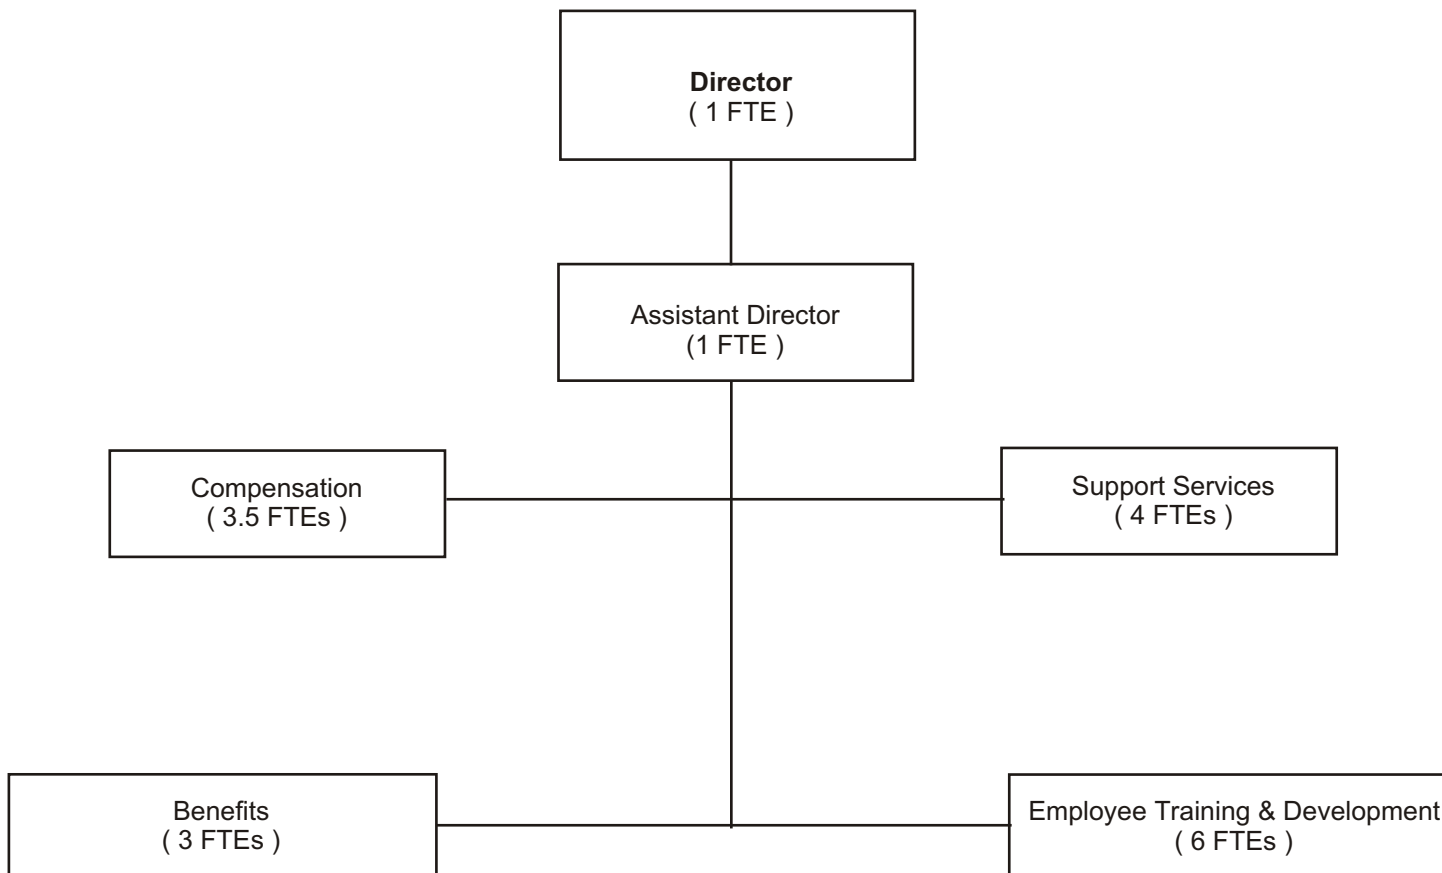 Director
( 1 FTE )
Assistant Director
(1 FTE )
Compensation
( 3.5 FTEs )
Support Services
( 4 FTEs )
Benefits
( 3 FTEs )
Employee Training & Development
( 6 FTEs )